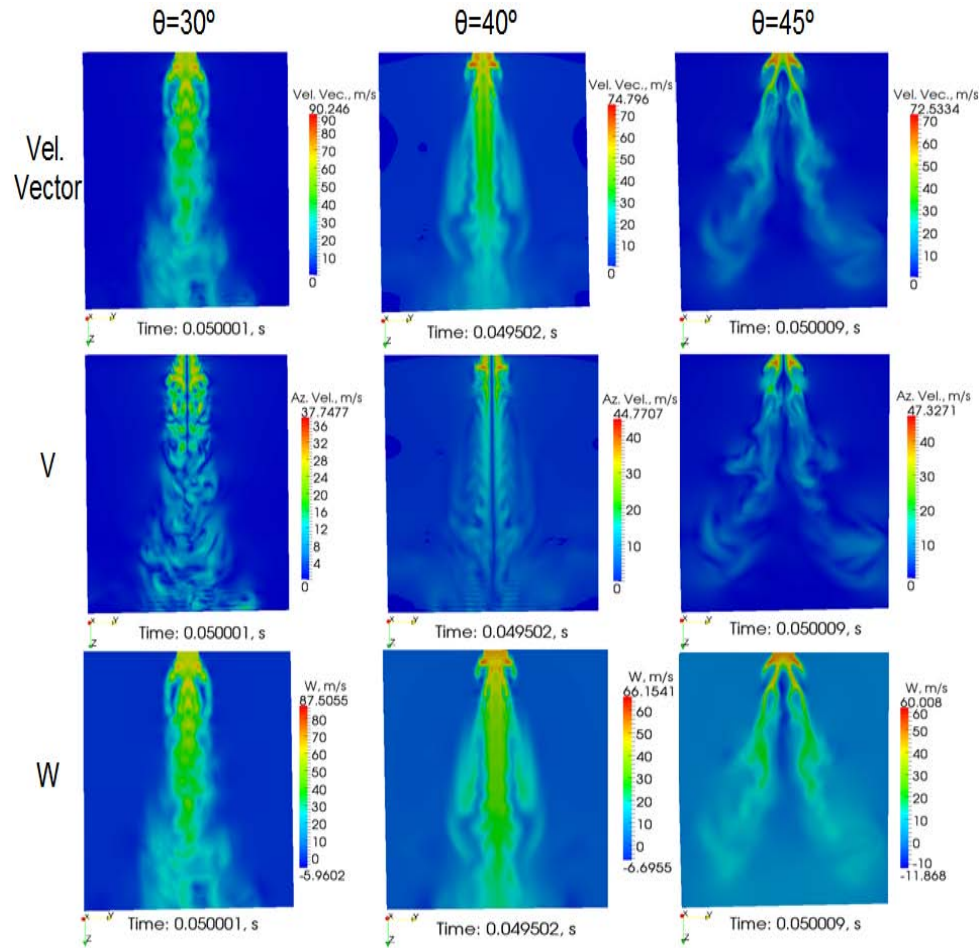 θ=30º
θ=40º
θ=45º
Vel.
Vector
Vel. Vec., m/s
90.246
90
80
70
60
50
40
30
20
10
0
X
Y
Z
Time: 0.050001, s
Vel. Vec., m/s
74.796
70
60
50
40
30
20
10
0
X
Y
Z
Time: 0.049502, s
Vel. Vec., m/s
72.5334
70
60
50
40
30
20
10
0
X
Y
Z
Time: 0.050009, s
V
Az. Vel., m/s
37.7477
36
32
28
24
20
16
12
8
4
0
X
Y
Z
Time: 0.050001, s
Az. Vel., m/s
44.7707
40
30
20
10
0
X
Y
Z
Time: 0.049502, s
Az. Vel., m/s
47.3271
40
30
20
10
0
X
Y
Z
Time: 0.050009, s
W
W, m/s
87.5055
80
70
60
50
40
30
20
10
0
-5.9602
X
Y
Z
Time: 0.050001, s
W, m/s
66.1541
60
50
40
30
20
10
0
-6.6955
X
Y
Z
Time: 0.049502, s
W, m/s
60.008
60
50
40
30
20
10
0
-10
-11.868
X
Y
Z
Time: 0.050009, s